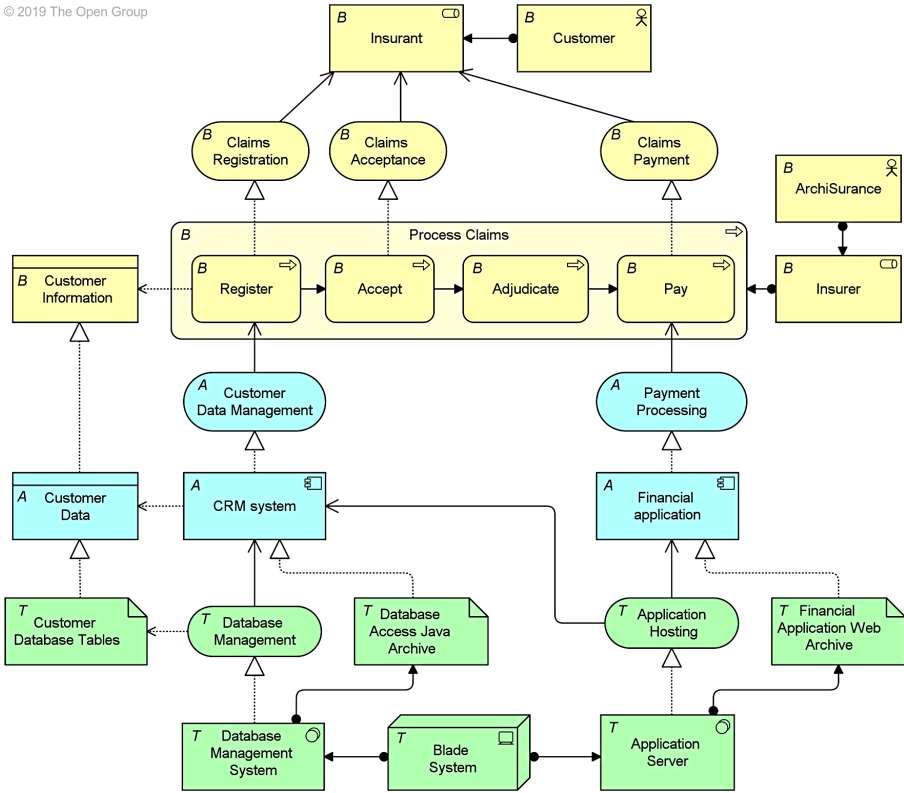 © 2019 The Open Group
B
Insurant
B
Customer
B
Claims
Registration
B
Claims
Acceptance
B
Claims
Payment
B
ArchiSurance
B
Process Claims
B
Customer
Information
B
Register
B
Accept
B
Adjudicate
B
Pay
B
Insurer
A
Customer
Data Management
A
Payment
Processing
A
Customer
Data
A
CRM system
A
Financial
application
T
Customer
Database Tables
T
Database
Management
T
Database
Access Java
Archive
T
Application
Hosting
T
Financial
Application Web
Archive
T
Database
Management
System
T
Blade
System
T
Application
Server